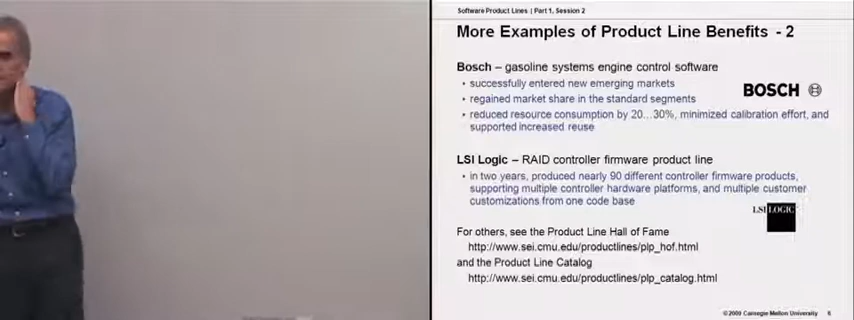 Software Product Lines | Part 1, Session 2
More Examples of Product Line Benefits - 2
Bosch – gasoline systems engine control software
• successfully entered new emerging markets
• regained market share in the standard segments
• reduced resource consumption by 20…30%, minimized calibration effort, and
supported increased reuse
BOSCH
LSI Logic – RAID controller firmware product line
• in two years, produced nearly 90 different controller firmware products,
supporting multiple controller hardware platforms, and multiple customer
customizations from one code base
LSI LOGIC
For others, see the Product Line Hall of Fame
http://www.sei.cmu.edu/productlines/plp_hof.html
and the Product Line Catalog
http://www.sei.cmu.edu/productlines/plp_catalog.html